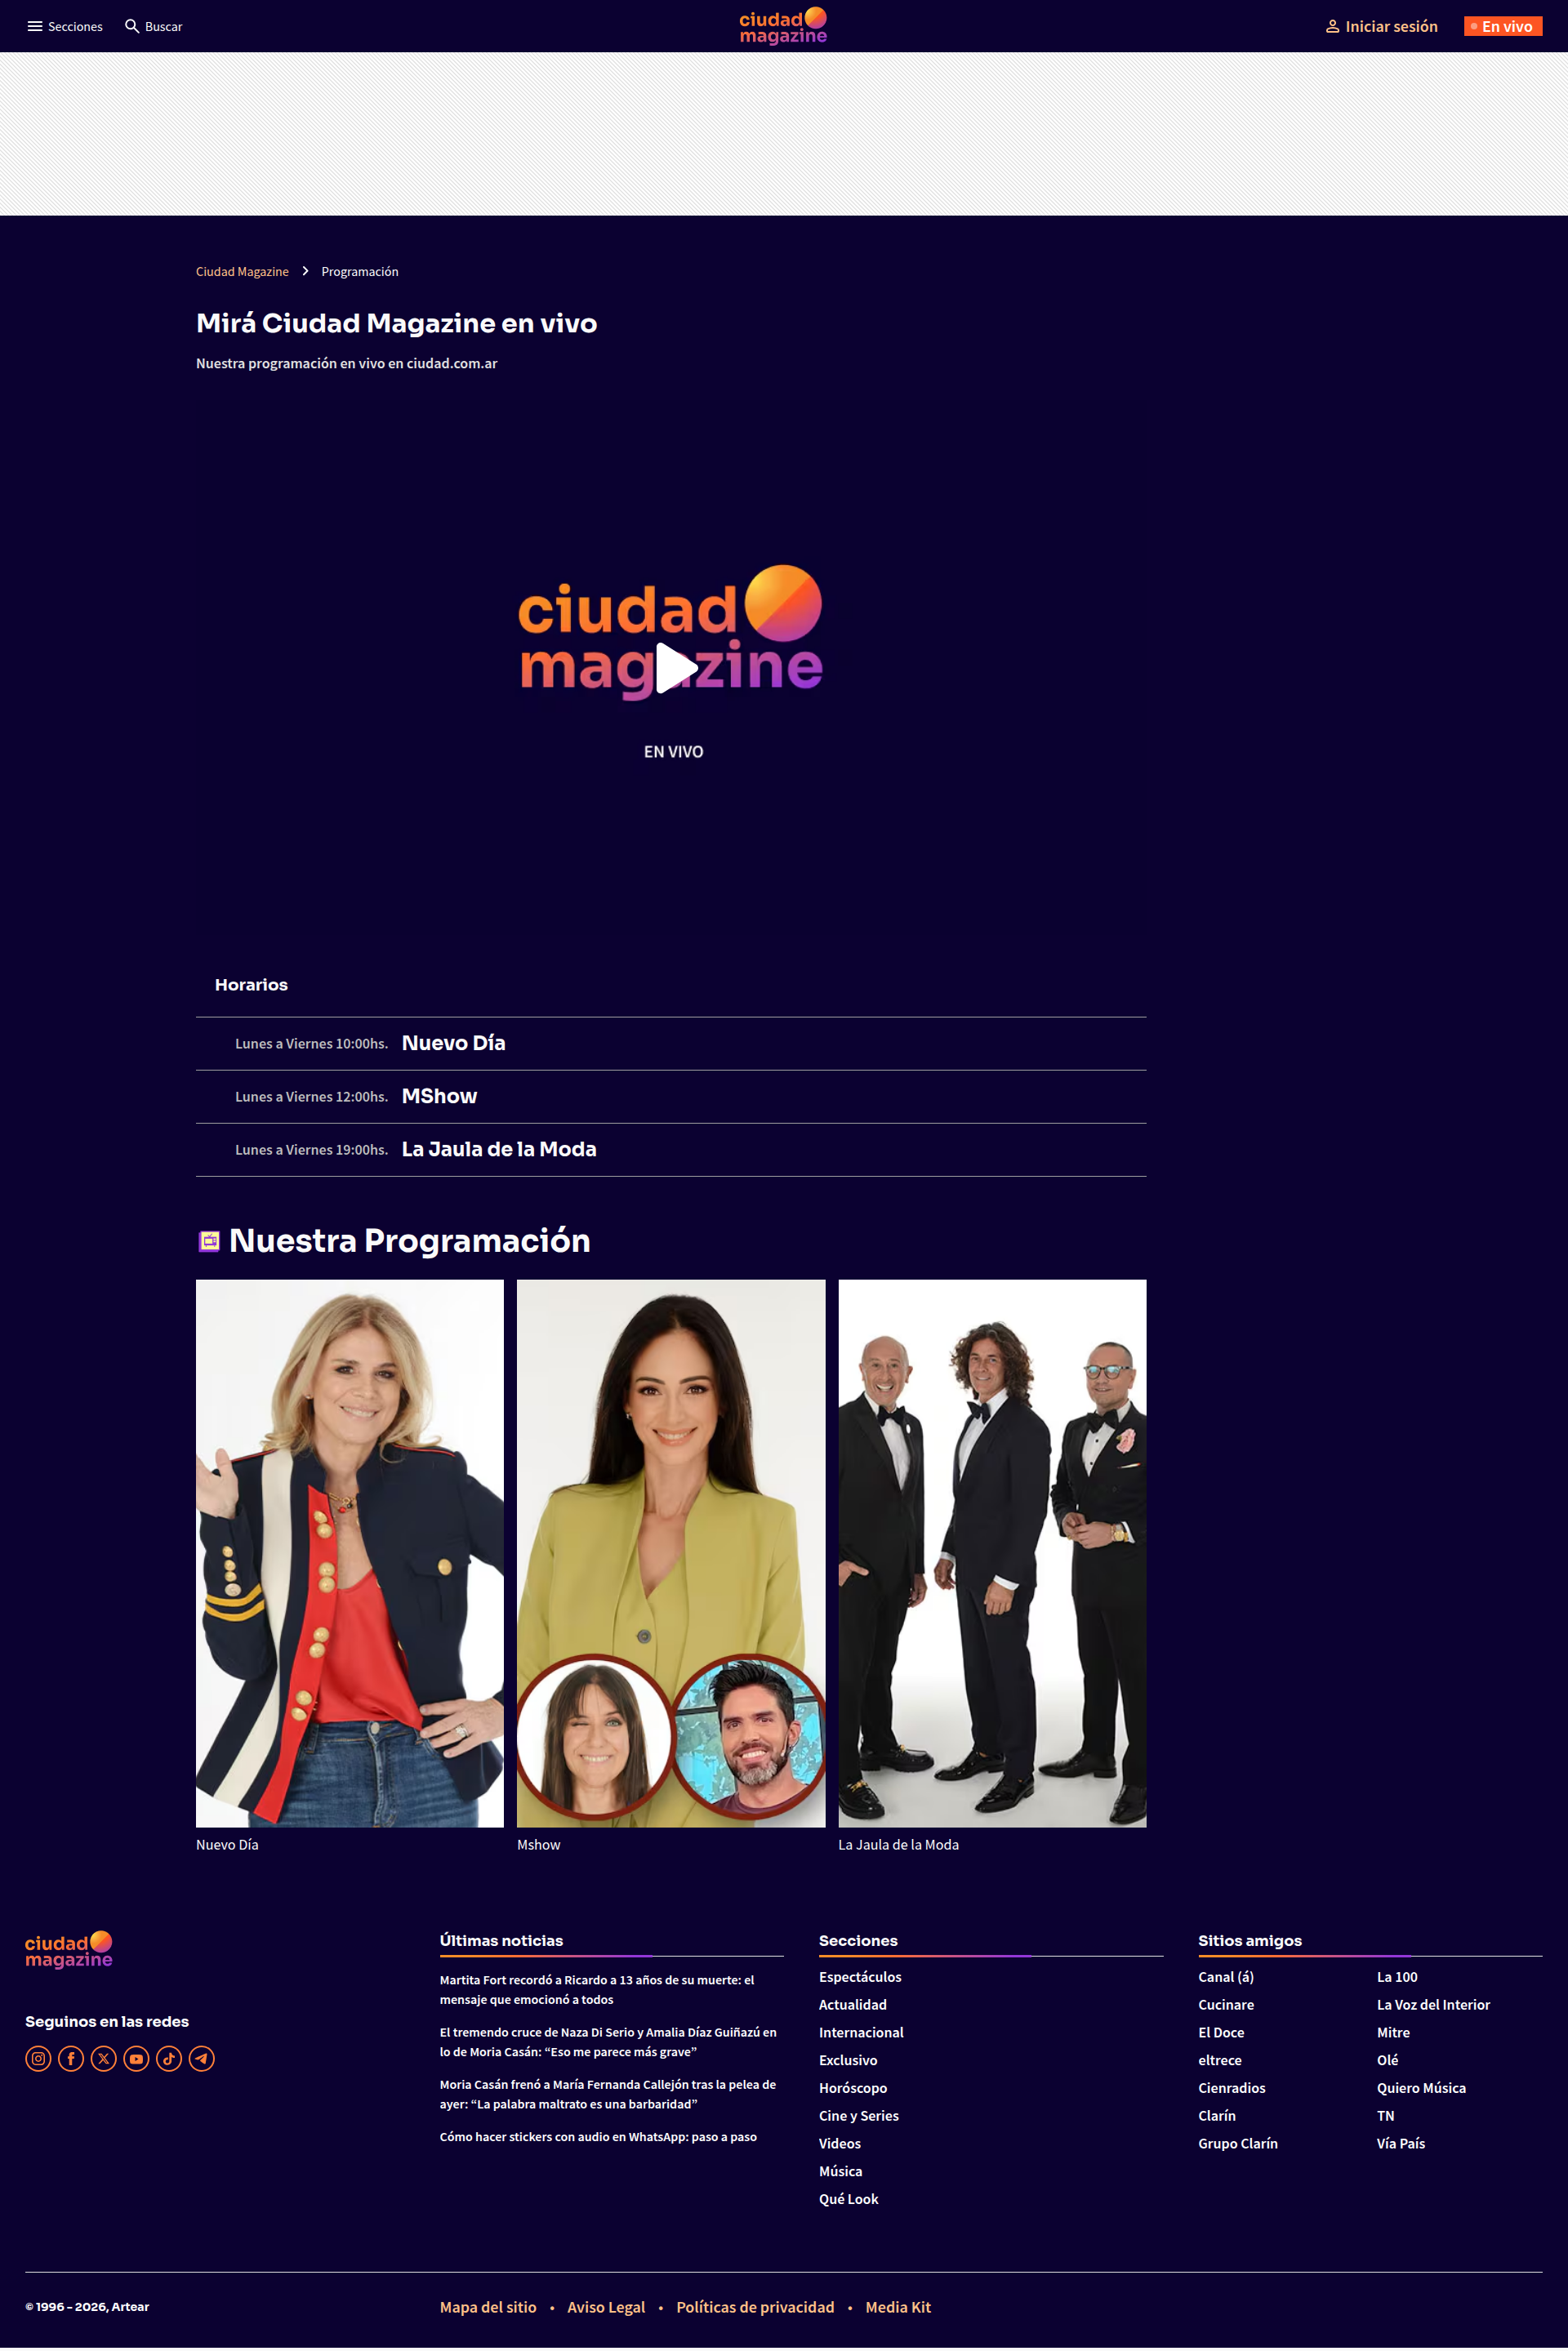 Secciones
Buscar
ciudad
magazine
Iniciar sesión
En vivo
Ciudad Magazine
Programación
Mirá Ciudad Magazine en vivo
Nuestra programación en vivo en ciudad.com.ar
ciudad
magazine
EN VIVO
Horarios
Lunes a Viernes 10:00hs. Nuevo Día
Lunes a Viernes 12:00hs. MShow
Lunes a Viernes 19:00hs. La Jaula de la Moda
Nuestra Programación
Nuevo Día
Mshow
La Jaula de la Moda
ciudad
magazine
Seguinos en las redes
Últimas noticias
Martita Fort recordó a Ricardo a 13 años de su muerte: el
mensaje que emocionó a todos
El tremendo cruce de Naza Di Serio y Amalia Díaz Guiñazú en
lo de Moria Casán: “Eso me parece más grave”
Moria Casán frenó a María Fernanda Callejón tras la pelea de
ayer: “La palabra maltrato es una barbaridad”
Cómo hacer stickers con audio en WhatsApp: paso a paso
Secciones
Espectáculos
Actualidad
Internacional
Exclusivo
Horóscopo
Cine y Series
Videos
Música
Qué Look
Sitios amigos
Canal (á)
Cucinare
El Doce
eltrece
Cienradios
Clarín
Grupo Clarín
La 100
La Voz del Interior
Mitre
Olé
Quiero Música
TN
Vía País
© 1996 - 2026, Artear
Mapa del sitio • Aviso Legal • Políticas de privacidad • Media Kit